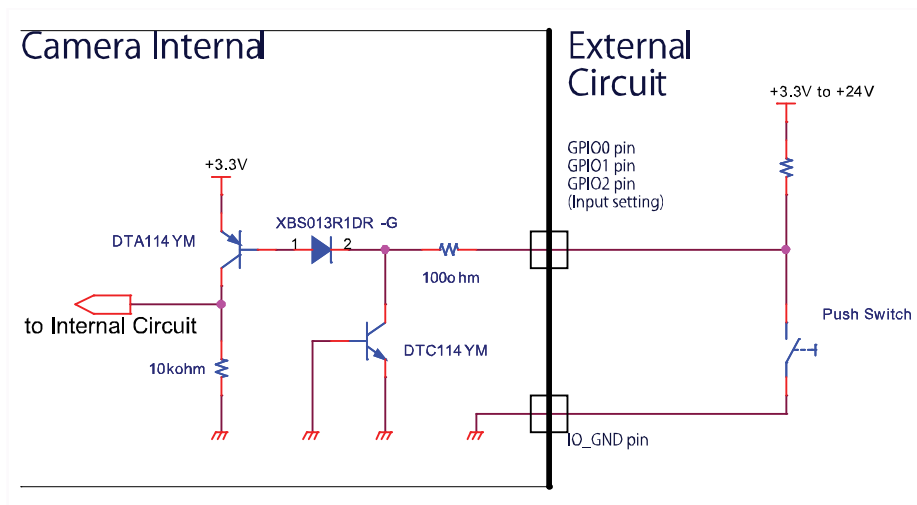 Camera Internal
External
Circuit
+3.3V to +24V
GPIO0 pin
GPIO1 pin
GPIO2 pin
(Input setting)
+3.3V
XBS013R1DR -G
DTA114YM
1
2
100ohm
to Internal Circuit
Push Switch
DTC114YM
10kohm
IO_GND pin